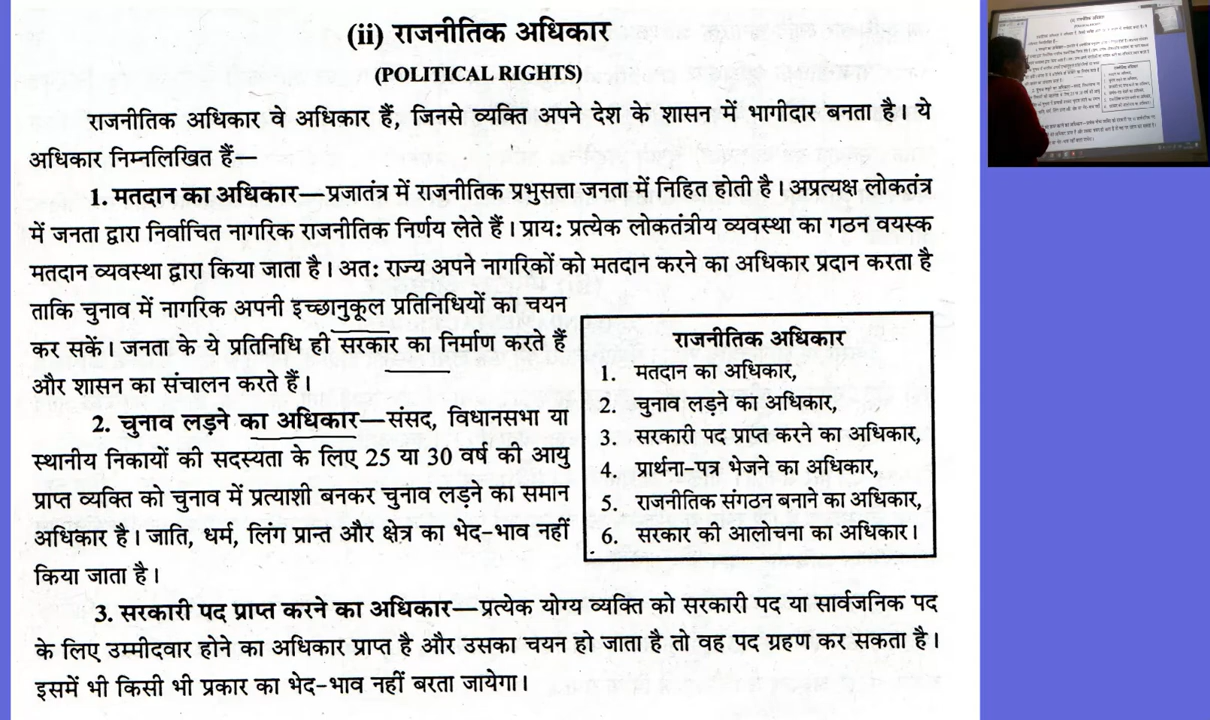 (ii) राजनीतिक अधिकार
(POLITICAL RIGHTS)
राजनीतिक अधिकार वे अधिकार हैं, जिनसे व्यक्ति अपने देश के शासन में भागीदार बनता है। ये
अधिकार निम्नलिखित हैं—
1. मतदान का अधिकार—प्रजातंत्र में राजनीतिक प्रभुसत्ता जनता में निहित होती है। अप्रत्यक्ष लोकतंत्र
में जनता द्वारा निर्वाचित नागरिक राजनीतिक निर्णय लेते हैं। प्राय: प्रत्येक लोकतंत्रीय व्यवस्था का गठन वयस्क
मतदान व्यवस्था द्वारा किया जाता है। अत: राज्य अपने नागरिकों को मतदान करने का अधिकार प्रदान करता है
ताकि चुनाव में नागरिक अपनी इच्छानुकूल प्रतिनिधियों का चयन
कर सकें। जनता के ये प्रतिनिधि ही सरकार का निर्माण करते हैं
और शासन का संचालन करते हैं।
2. चुनाव लड़ने का अधिकार—संसद, विधानसभा या
स्थानीय निकायों की सदस्यता के लिए 25 या 30 वर्ष की आयु
प्राप्त व्यक्ति को चुनाव में प्रत्याशी बनकर चुनाव लड़ने का समान
अधिकार है। जाति, धर्म, लिंग प्रान्त और क्षेत्र का भेद-भाव नहीं
किया जाता है।
राजनीतिक अधिकार
1. मतदान का अधिकार,
2. चुनाव लड़ने का अधिकार,
3. सरकारी पद प्राप्त करने का अधिकार,
4. प्रार्थना-पत्र भेजने का अधिकार,
5. राजनीतिक संगठन बनाने का अधिकार,
6. सरकार की आलोचना का अधिकार।
3. सरकारी पद प्राप्त करने का अधिकार—प्रत्येक योग्य व्यक्ति को सरकारी पद या सार्वजनिक पद
के लिए उम्मीदवार होने का अधिकार प्राप्त है और उसका चयन हो जाता है तो वह पद ग्रहण कर सकता है।
इसमें भी किसी भी प्रकार का भेद-भाव नहीं बरता जायेगा।